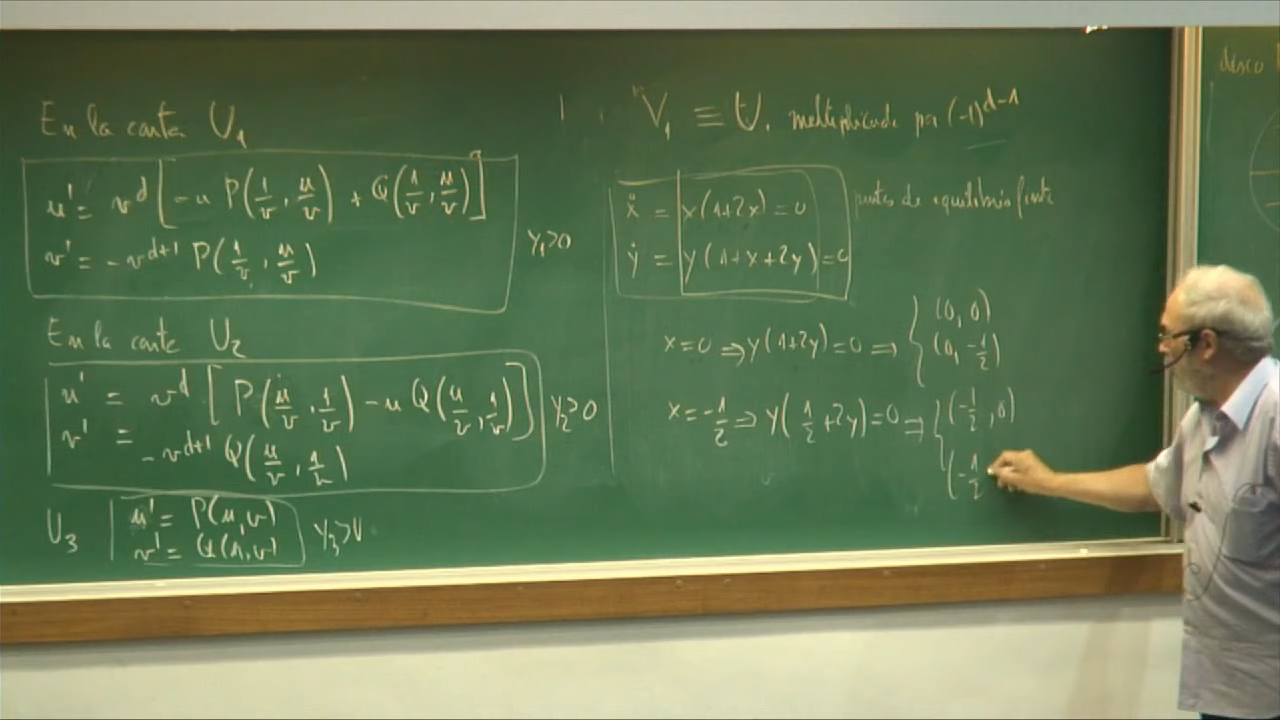 En la carta U₁
u' = v^d [ -u P(1/v, u/v) + Q(1/v, u/v) ]
v' = -v^{d+1} P(1/v, u/v)
y₁>0
En la carta U₂
u' = v^d [ P(u/v, 1/v) - u Q(u/v, 1/v) ]
v' = -v^{d+1} Q(u/v, 1/v)
y₂>0
U₃
u' = P(u,v)
v' = Q(u,v)
y₃>0
V₁ ≡ U₁ multiplicada por (-1)^{d-1}
ẋ = x(1+2x) = 0
puntos de equilibrio finito
ẏ = y(1+x+2y) = 0
x=0 ⇒ y(1+2y)=0 ⇒ { (0, 0)
(0, -1/2)
x=-1/2 ⇒ y(1/2+2y)=0 ⇒ { (-1/2, 0)
(-1/2
disco